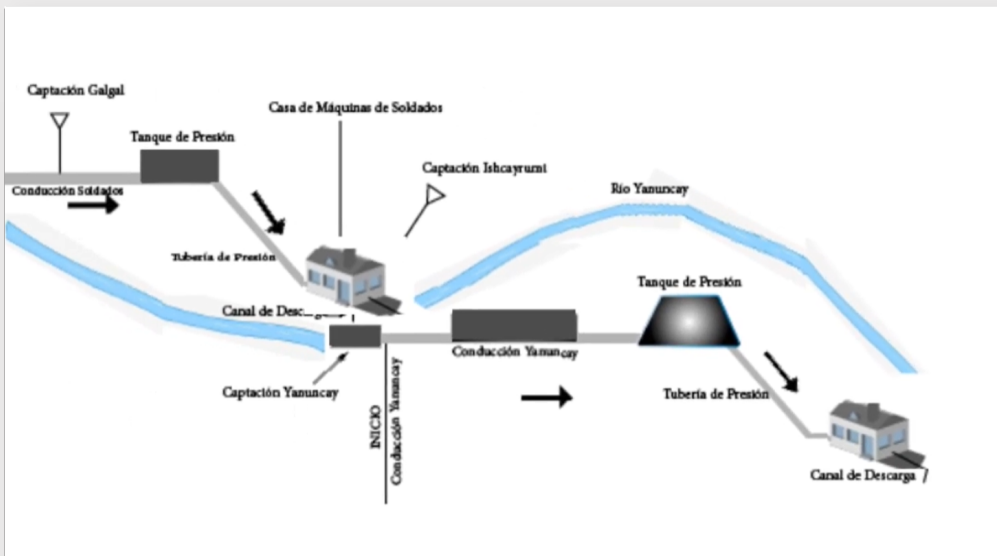 Captación Galgal
Casa de Máquinas de Soldados
Tanque de Presión
Captación Ishcayrumi
Río Yanuncay
Conducción Soldados
Tubería de Presión
Tanque de Presión
Canal de
Conducción Yanuncay
Captación Yanuncay
Tubería de Presión
INICIO
Conducción Yanuncay
Canal de Descarga